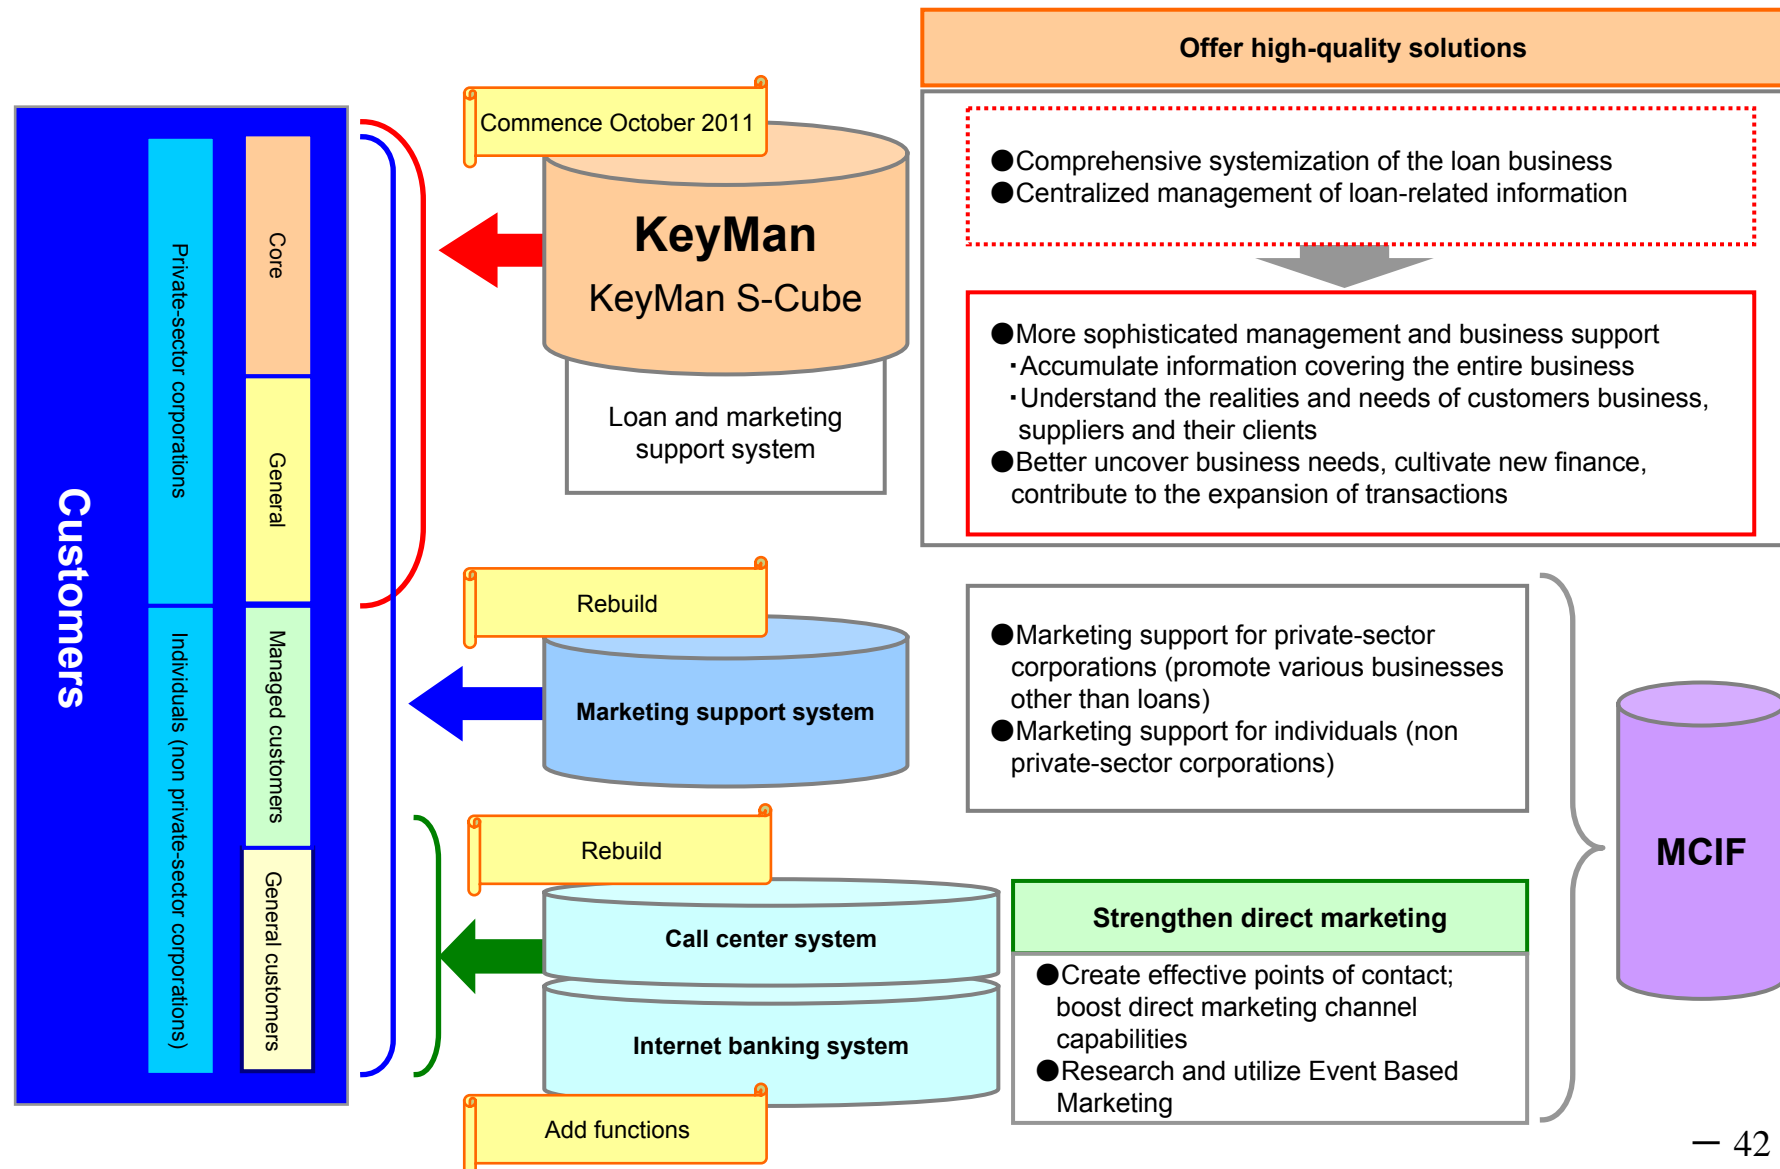 Offer high-quality solutions
Commence October 2011
●Comprehensive systemization of the loan business
●Centralized management of loan-related information
KeyMan
KeyMan S-Cube
Loan and marketing
support system
●More sophisticated management and business support
・Accumulate information covering the entire business
・Understand the realities and needs of customers business,
suppliers and their clients
●Better uncover business needs, cultivate new finance,
contribute to the expansion of transactions
Customers
Private-sector corporations
Individuals (non private-sector corporations)
Core
General
Managed customers
General customers
Rebuild
Marketing support system
●Marketing support for private-sector
corporations (promote various businesses
other than loans)
●Marketing support for individuals (non
private-sector corporations)
MCIF
Rebuild
Call center system
Internet banking system
Add functions
Strengthen direct marketing
●Create effective points of contact;
boost direct marketing channel
capabilities
●Research and utilize Event Based
Marketing
－ 42